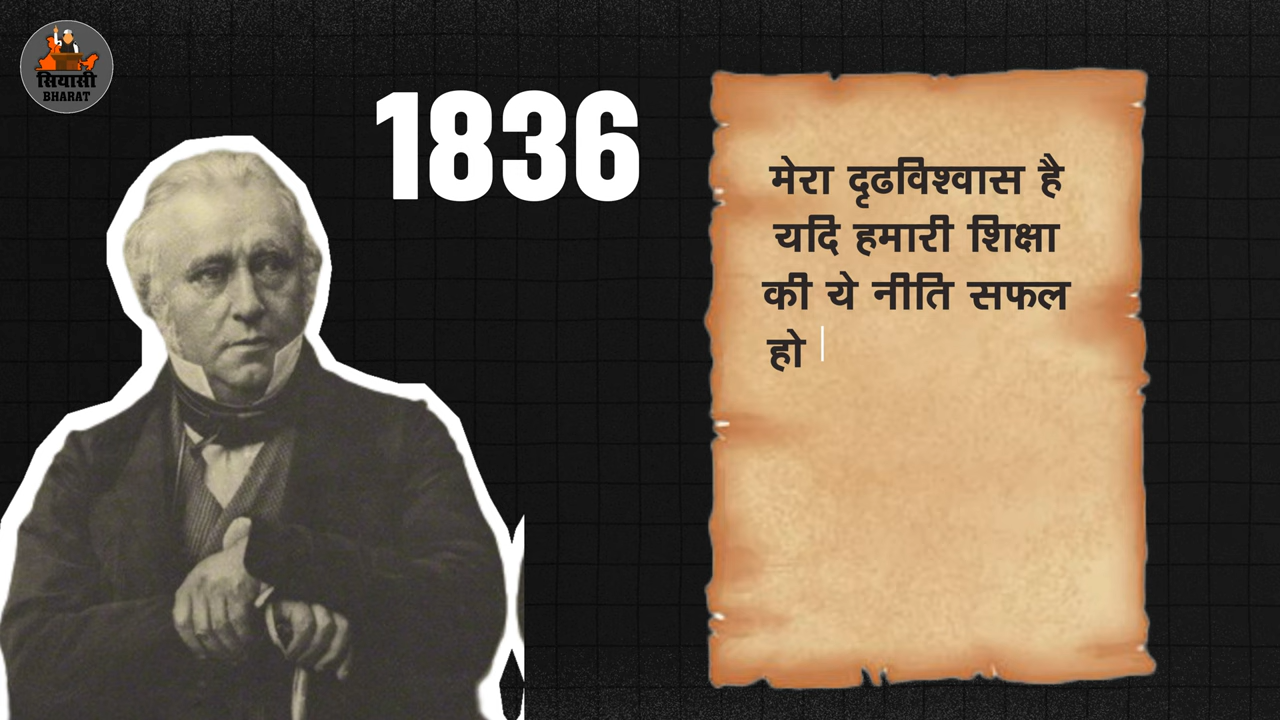 सियासी
BHARAT
1836
मेरा दृढविश्वास है
यदि हमारी शिक्षा
की ये नीति सफल
हो